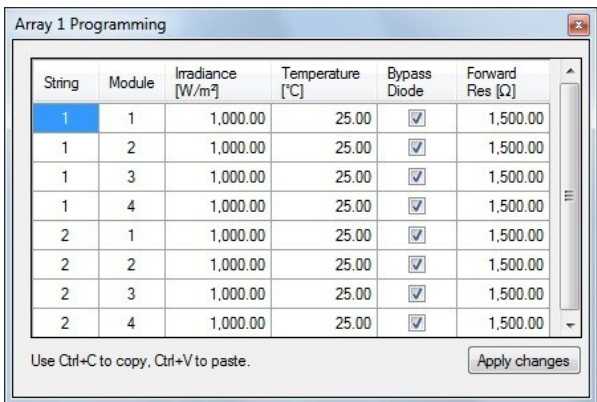 Array 1 Programming
String Module Irradiance [W/m²] Temperature [°C] Bypass Diode Forward Res [Ω]
1 1 1,000.00 25.00 1,500.00
1 2 1,000.00 25.00 1,500.00
1 3 1,000.00 25.00 1,500.00
1 4 1,000.00 25.00 1,500.00
2 1 1,000.00 25.00 1,500.00
2 2 1,000.00 25.00 1,500.00
2 3 1,000.00 25.00 1,500.00
2 4 1,000.00 25.00 1,500.00
Use Ctrl+C to copy, Ctrl+V to paste. Apply changes